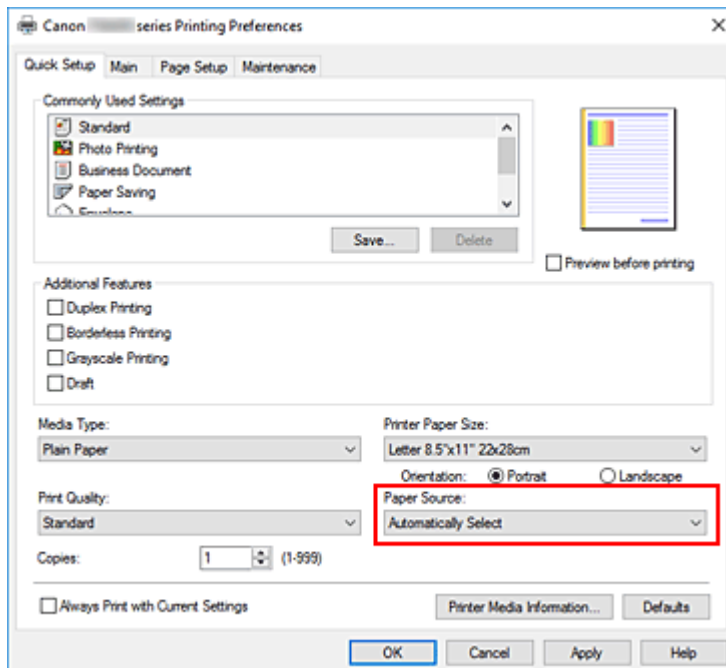 Canon series Printing Preferences
Quick Setup Main Page Setup Maintenance
Commonly Used Settings
Standard
Photo Printing
Business Document
Paper Saving
Envelope
Save... Delete
Preview before printing
Additional Features
Duplex Printing
Borderless Printing
Grayscale Printing
Draft
Media Type: Printer Paper Size:
Plain Paper Letter 8.5"x11" 22x28cm
Orientation: Portrait Landscape
Print Quality: Paper Source:
Standard Automatically Select
Copies: 1 (1-999)
Always Print with Current Settings Printer Media Information... Defaults
OK Cancel Apply Help